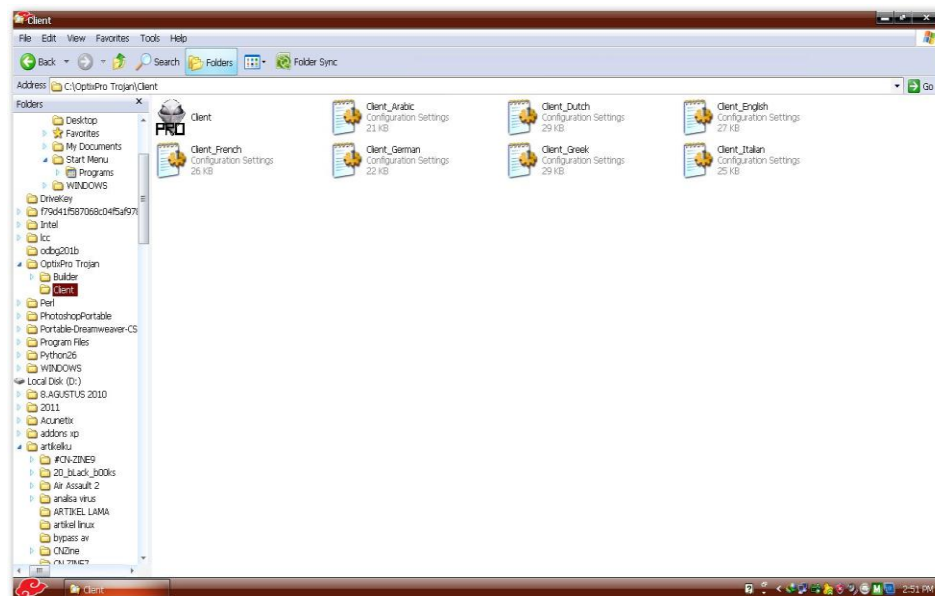 Client
File Edit View Favorites Tools Help
Back Search Folders Folder Sync
Address C:\OptixPro Trojan\Client Go
Folders
Desktop
Favorites
My Documents
Start Menu
Programs
WINDOWS
DriveKey
Intel
lcc
odbg201b
OptixPro Trojan
Builder
Client
Perl
PhotoshopPortable
Portable-Dreamweaver-CS
Program Files
Python26
WINDOWS
Local Disk (D:)
8.AGUSTUS 2010
2011
Acunetix
addons xp
artikelku
#CN-ZINE9
20_bLack_b00ks
Air Assault 2
analisa virus
ARTIKEL LAMA
artikel linux
bypass av
CNZine
PRO
Client
Client_Arabic
Configuration Settings
21 KB
Client_Dutch
Configuration Settings
29 KB
Client_English
Configuration Settings
27 KB
Client_French
Configuration Settings
26 KB
Client_German
Configuration Settings
22 KB
Client_Greek
Configuration Settings
29 KB
Client_Italian
Configuration Settings
25 KB
Client
2:51 PM